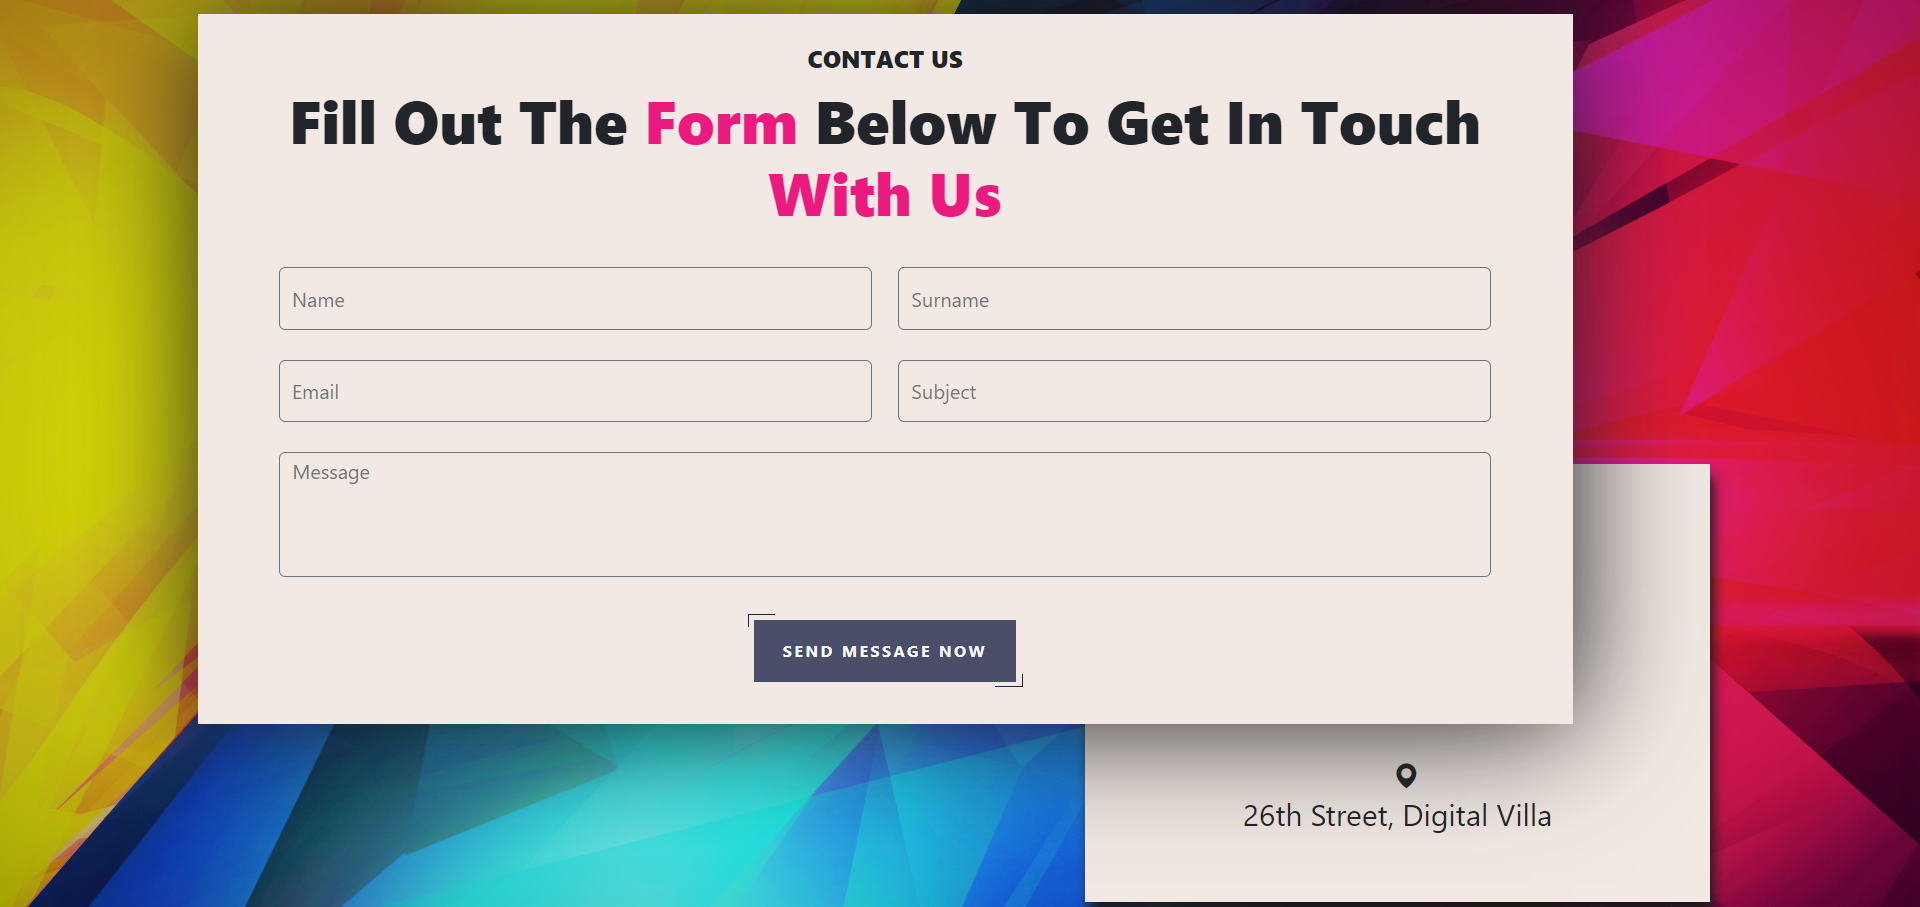 CONTACT US
Fill Out The Form Below To Get In Touch
With Us
Name
Surname
Email
Subject
Message
SEND MESSAGE NOW
26th Street, Digital Villa